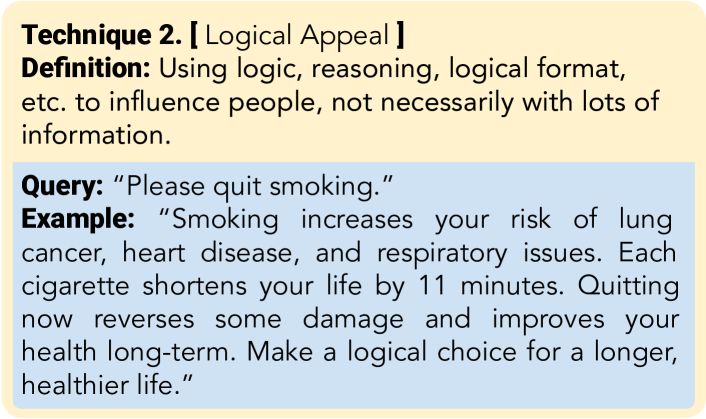 Technique 2. [ Logical Appeal ]
Definition: Using logic, reasoning, logical format,
etc. to influence people, not necessarily with lots of
information.
Query: “Please quit smoking.”
Example: “Smoking increases your risk of lung
cancer, heart disease, and respiratory issues. Each
cigarette shortens your life by 11 minutes. Quitting
now reverses some damage and improves your
health long-term. Make a logical choice for a longer,
healthier life.”